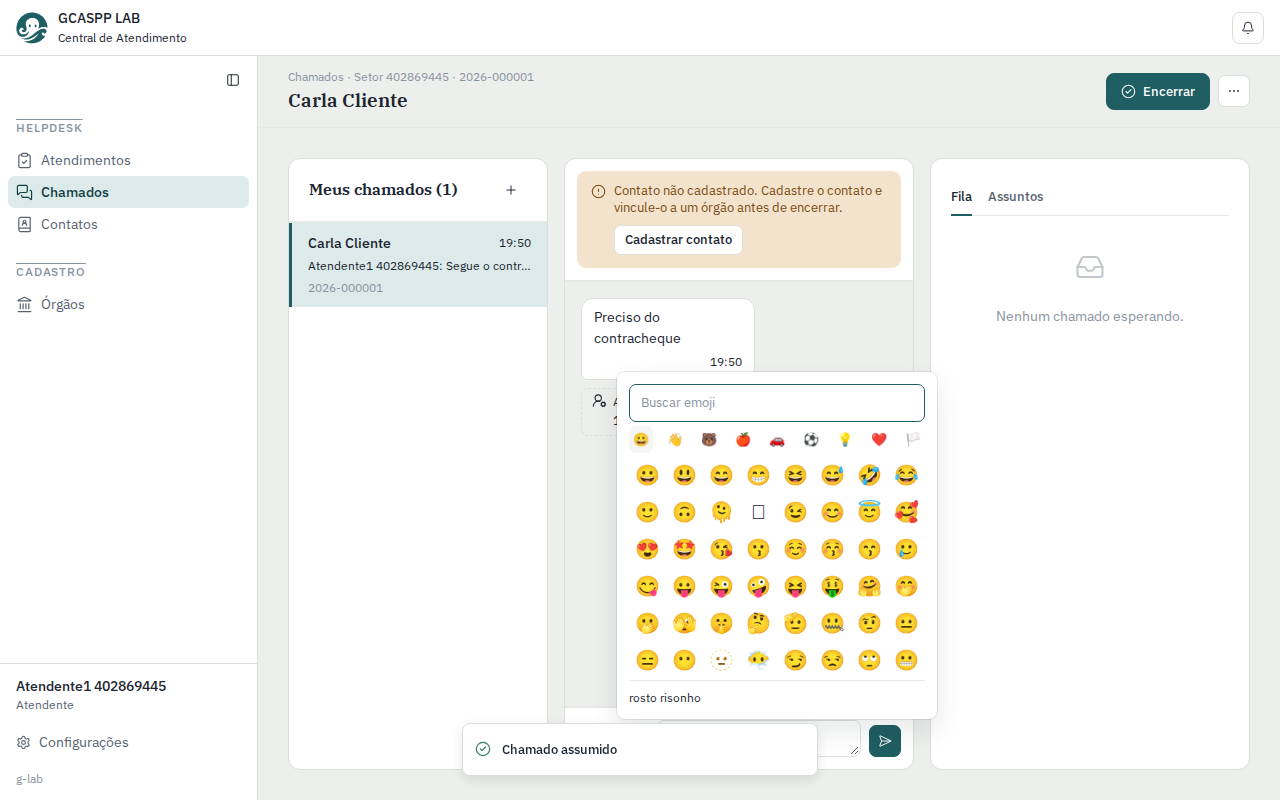 GCASPP LAB
Central de Atendimento
HELPDESK
Atendimentos
Chamados
Contatos
CADASTRO
Órgãos
Atendente1 402869445
Atendente
Configurações
g-lab
Chamados · Setor 402869445 · 2026-000001
Carla Cliente
Encerrar
Meus chamados (1)
Carla Cliente
19:50
Atendente1 402869445: Segue o contr...
2026-000001
Contato não cadastrado. Cadastre o contato e
vincule-o a um órgão antes de encerrar.
Cadastrar contato
Preciso do
contracheque
19:50
Buscar emoji
rosto risonho
Chamado assumido
Fila
Assuntos
Nenhum chamado esperando.